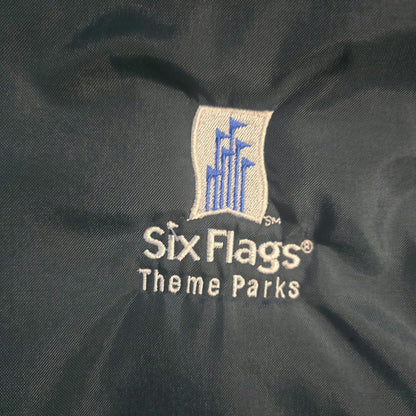 SM
Six Flags®
Theme Parks